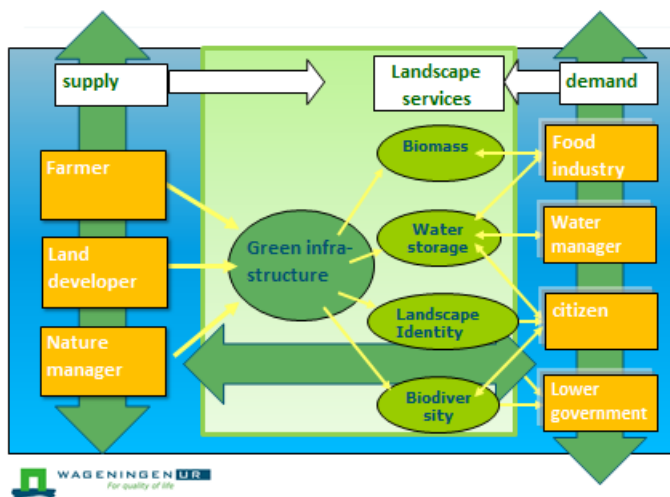 supply
Landscape
services
demand
Farmer
Land
developer
Nature
manager
Green infra-
structure
Biomass
Water
storage
Landscape
Identity
Biodiver
sity
Food
industry
Water
manager
citizen
Lower
government
WAGENINGEN UR
For quality of life